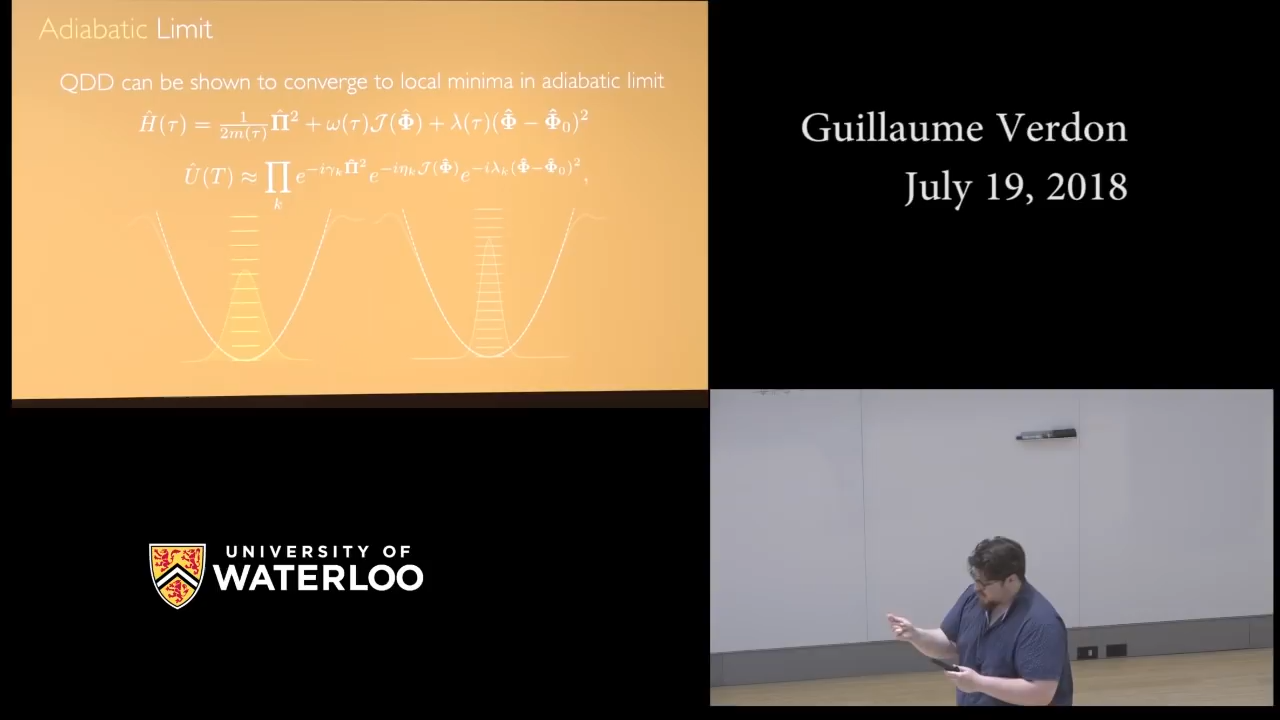 Adiabatic Limit
QDD can be shown to converge to local minima in adiabatic limit
Ĥ(τ) = 1/2m(τ) Π̂² + ω(τ)𝒥(Φ̂) + λ(τ)(Φ̂ − Φ̂₀)²
Û(T) ≈ ∏ₖ e^{−iγₖΠ̂²} e^{−iηₖ𝒥(Φ̂)} e^{−iλₖ(Φ̂−Φ̂₀)²},
Guillaume Verdon
July 19, 2018
UNIVERSITY OF
WATERLOO